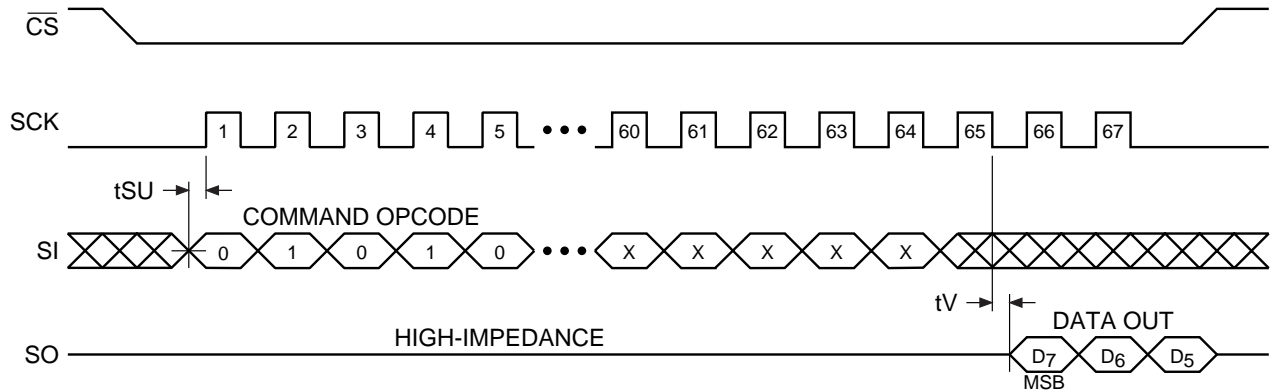 CS
SCK
1 2 3 4 5 60 61 62 63 64 65 66 67
tSU
COMMAND OPCODE
SI
0 1 0 1 0 X X X X X
tV
HIGH-IMPEDANCE
DATA OUT
SO
D7 D6 D5
MSB